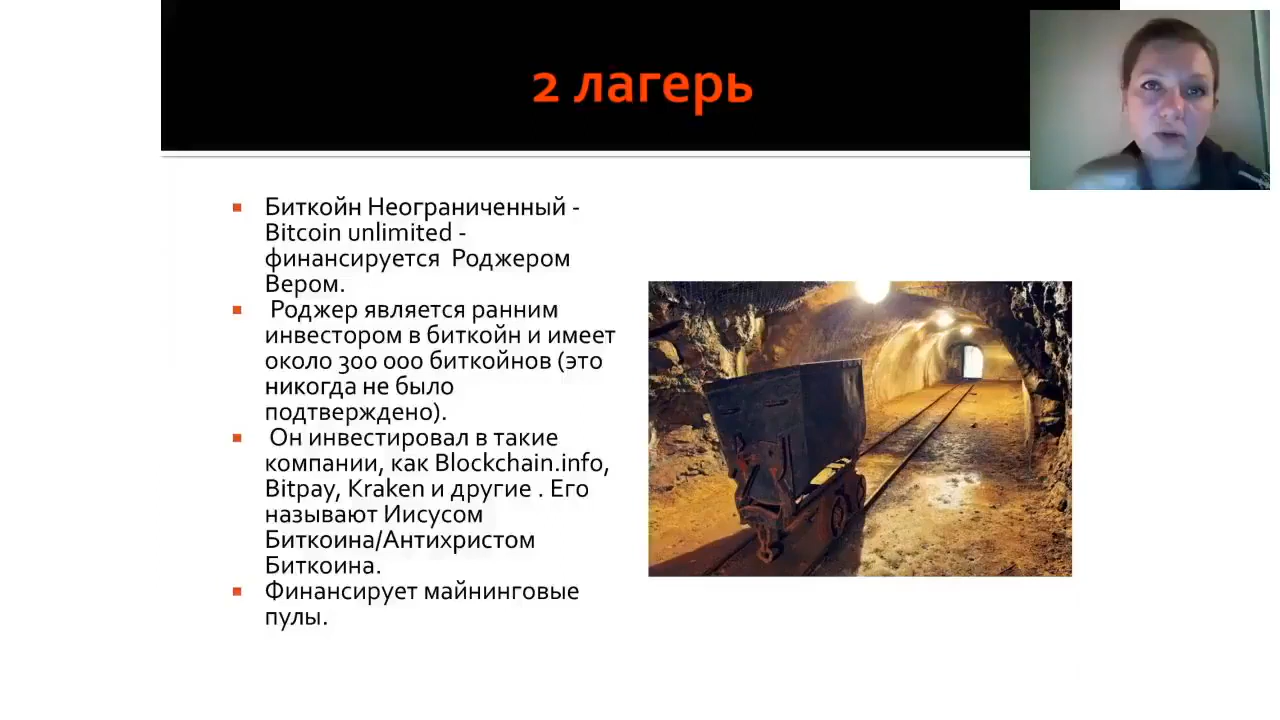 2 лагерь
Биткойн Неограниченный -
Bitcoin unlimited -
финансируется Роджером
Вером.
Роджер является ранним
инвестором в биткойн и имеет
около 300 000 биткойнов (это
никогда не было
подтверждено).
Он инвестировал в такие
компании, как Blockchain.info,
Bitpay, Kraken и другие . Его
называют Иисусом
Биткоина/Антихристом
Биткоина.
Финансирует майнинговые
пулы.